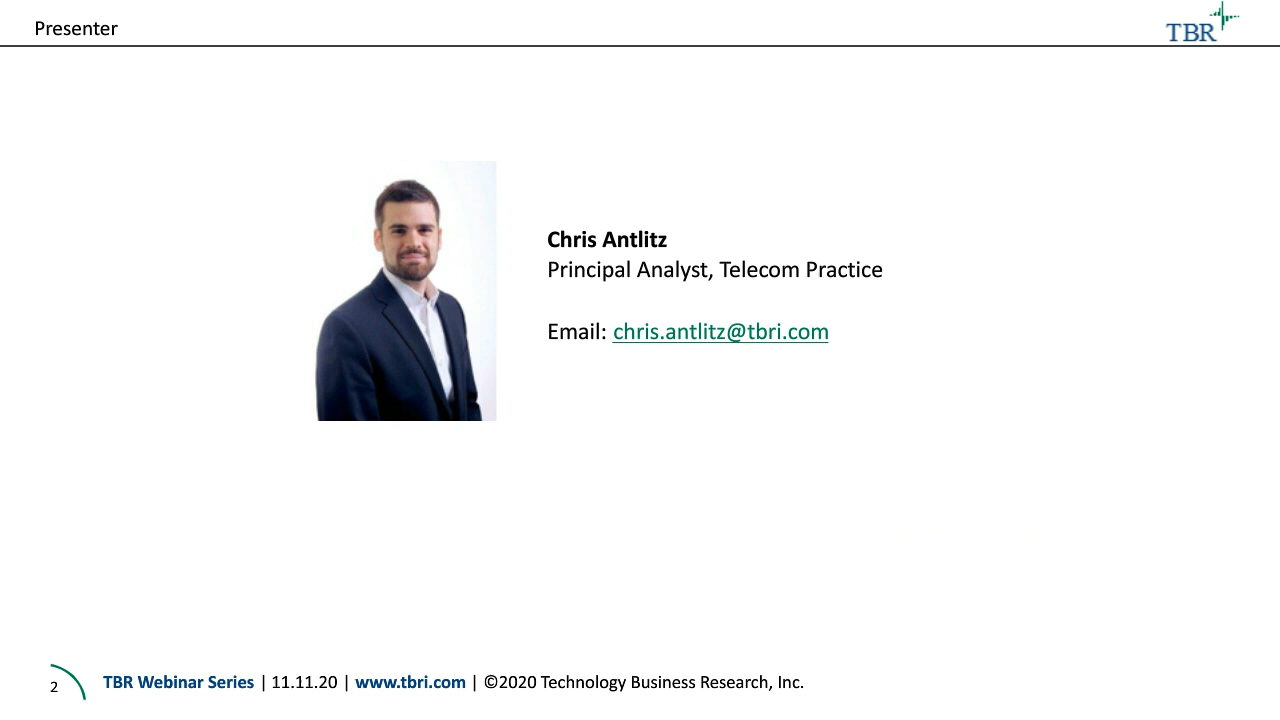 Presenter
TBR
Chris Antlitz
Principal Analyst, Telecom Practice
Email: chris.antlitz@tbri.com
2
TBR Webinar Series | 11.11.20 | www.tbri.com | ©2020 Technology Business Research, Inc.